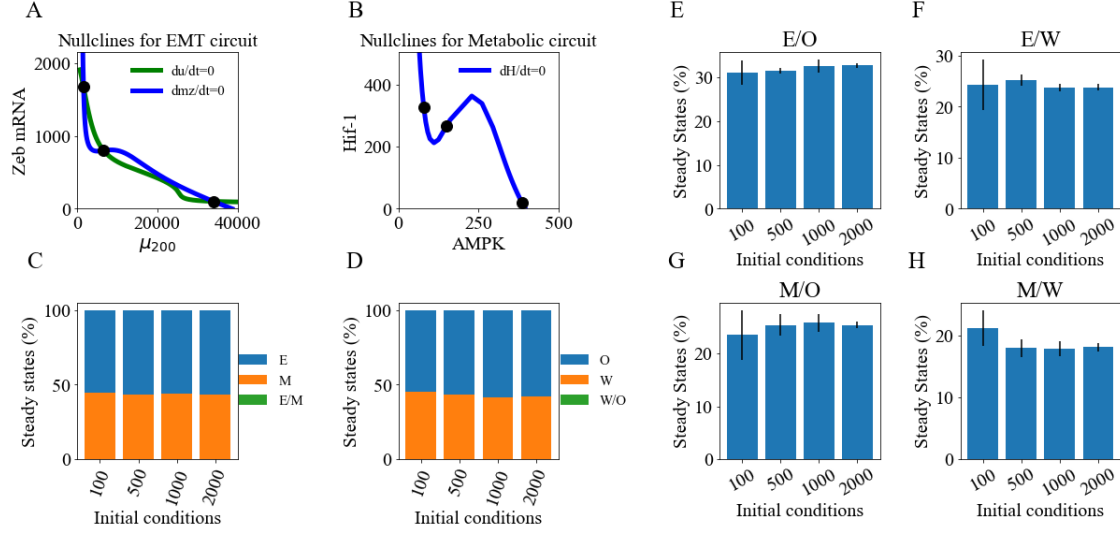 A
Nullclines for EMT circuit
2000
1000
0
Zeb mRNA
du/dt=0
dmz/dt=0
0
20000
40000
μ200
B
Nullclines for Metabolic circuit
400
200
0
Hif-1
dH/dt=0
0
250
500
AMPK
E
E/O
30
20
10
0
Steady States (%)
100
500
1000
2000
Initial conditions
F
E/W
30
20
10
0
Steady States (%)
100
500
1000
2000
Initial conditions
C
100
50
0
Steady states (%)
E
M
E/M
100
500
1000
2000
Initial conditions
D
100
50
0
Steady states (%)
O
W
W/O
100
500
1000
2000
Initial conditions
G
M/O
20
10
0
Steady States (%)
100
500
1000
2000
Initial conditions
H
M/W
20
10
0
Steady States (%)
100
500
1000
2000
Initial conditions